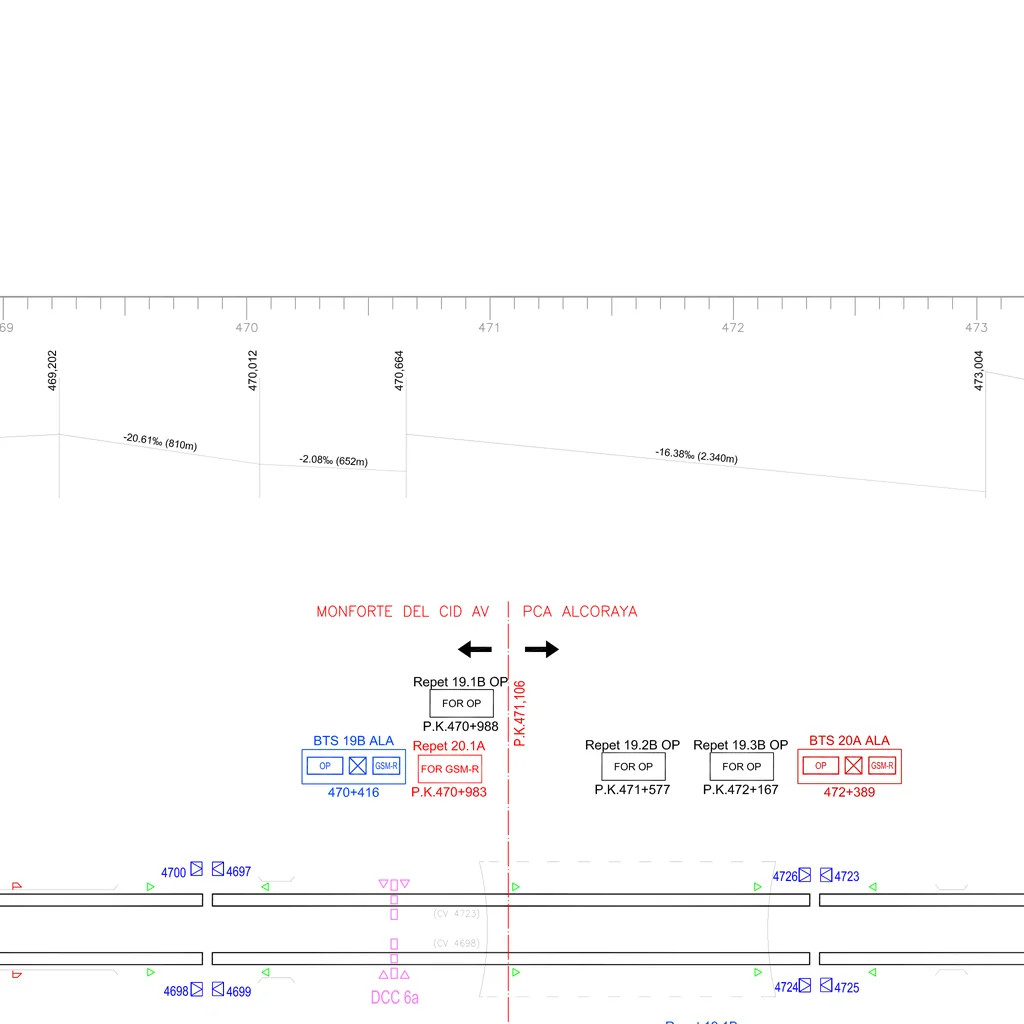 69 470 471 472 473
469,202
470,012
470,664
473,004
-20.61‰ (810m)
-2.08‰ (652m)
-16.38‰ (2.340m)
MONFORTE DEL CID AV PCA ALCORAYA
P.K.471,106
Repet 19.1B OP
FOR OP
P.K.470+988
BTS 19B ALA
OP GSM-R
470+416
Repet 20.1A
FOR GSM-R
P.K.470+983
Repet 19.2B OP
FOR OP
P.K.471+577
Repet 19.3B OP
FOR OP
P.K.472+167
BTS 20A ALA
OP GSM-R
472+389
4700 4697
4726 4723
(CV 4723)
(CV 4698)
4698 4699
4724 4725
DCC 6a